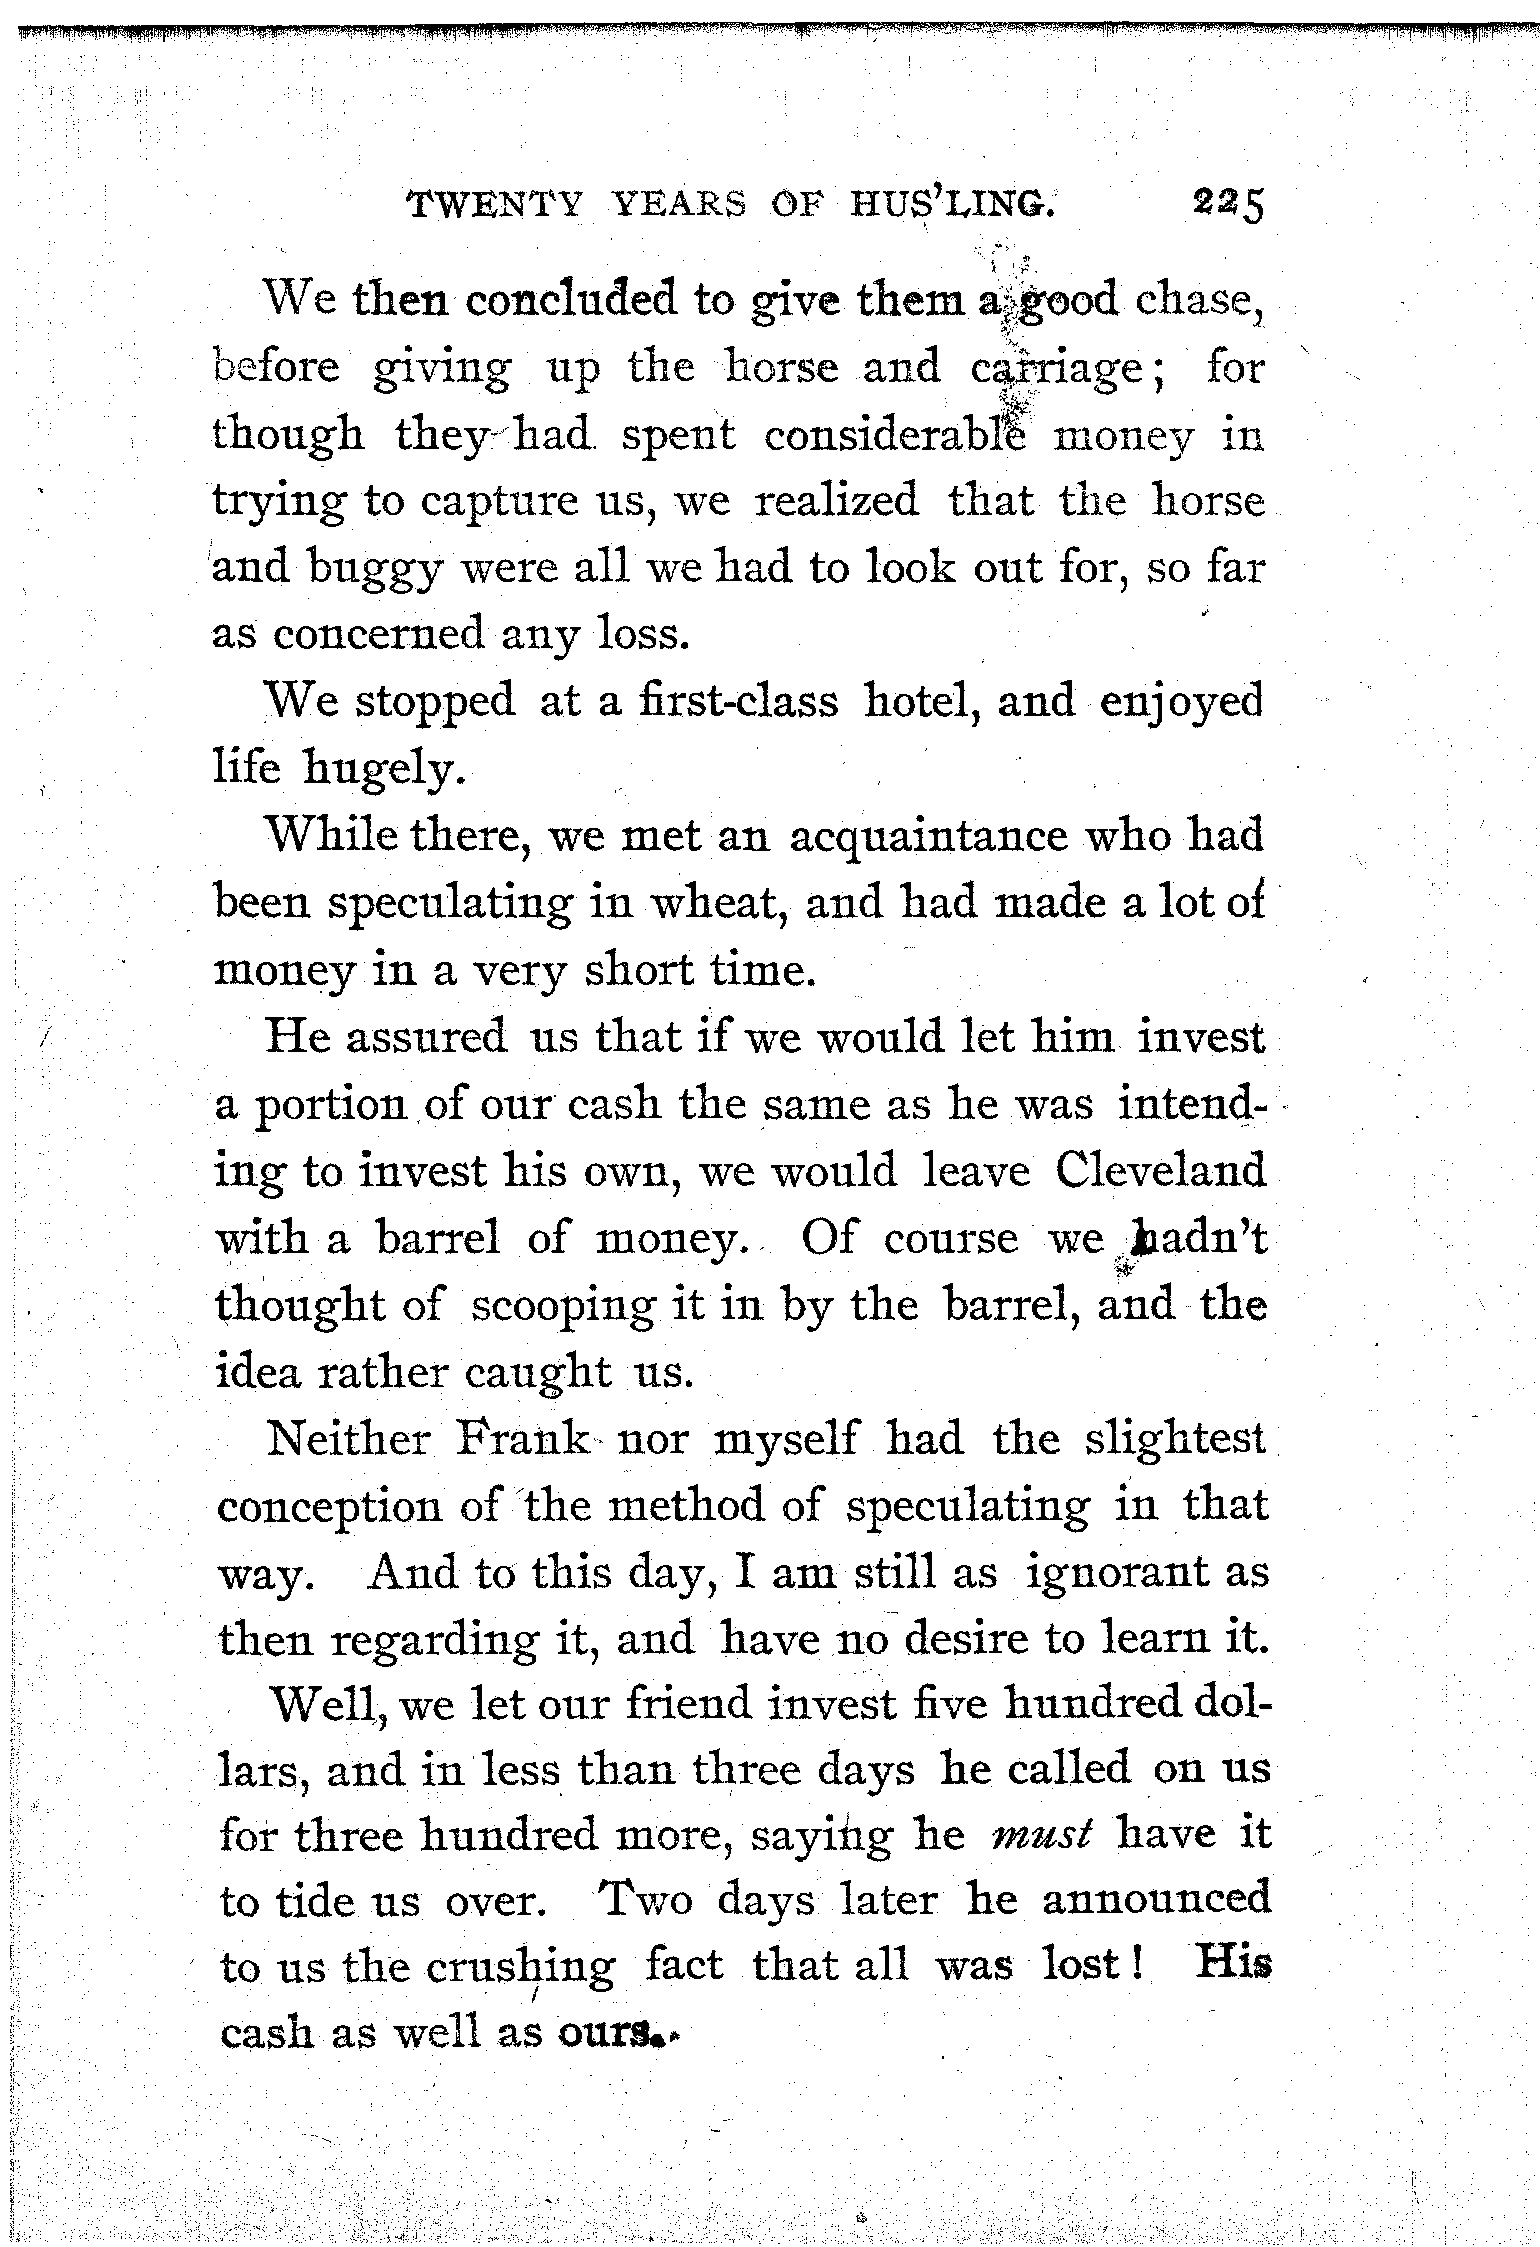 TWENTY YEARS OF HUS'LING. 225
We then concluded to give them a good chase,
before giving up the horse and carriage; for
though they had spent considerable money in
trying to capture us, we realized that the horse
and buggy were all we had to look out for, so far
as concerned any loss.
We stopped at a first-class hotel, and enjoyed
life hugely.
While there, we met an acquaintance who had
been speculating in wheat, and had made a lot of
money in a very short time.
He assured us that if we would let him invest
a portion of our cash the same as he was intend-
ing to invest his own, we would leave Cleveland
with a barrel of money. Of course we hadn't
thought of scooping it in by the barrel, and the
idea rather caught us.
Neither Frank nor myself had the slightest
conception of the method of speculating in that
way. And to this day, I am still as ignorant as
then regarding it, and have no desire to learn it.
Well, we let our friend invest five hundred dol-
lars, and in less than three days he called on us
for three hundred more, saying he must have it
to tide us over. Two days later he announced
to us the crushing fact that all was lost! His
cash as well as ours.